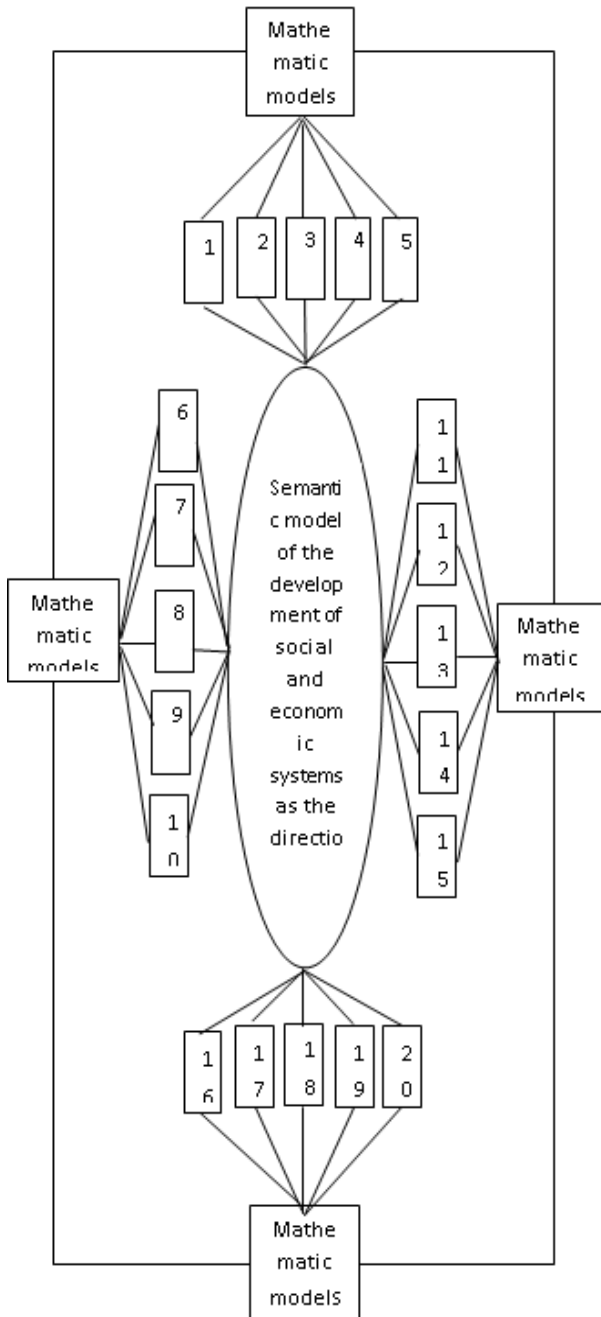 Mathe
matic
models
1
2
3
4
5
6
7
8
9
1
0
Semanti
c model
of the
develop
ment of
social
and
econom
ic
systems
as the
directio
1
1
1
2
1
3
1
4
1
5
Mathe
matic
models
Mathe
matic
models
1
6
1
7
1
8
1
9
2
0
Mathe
matic
models